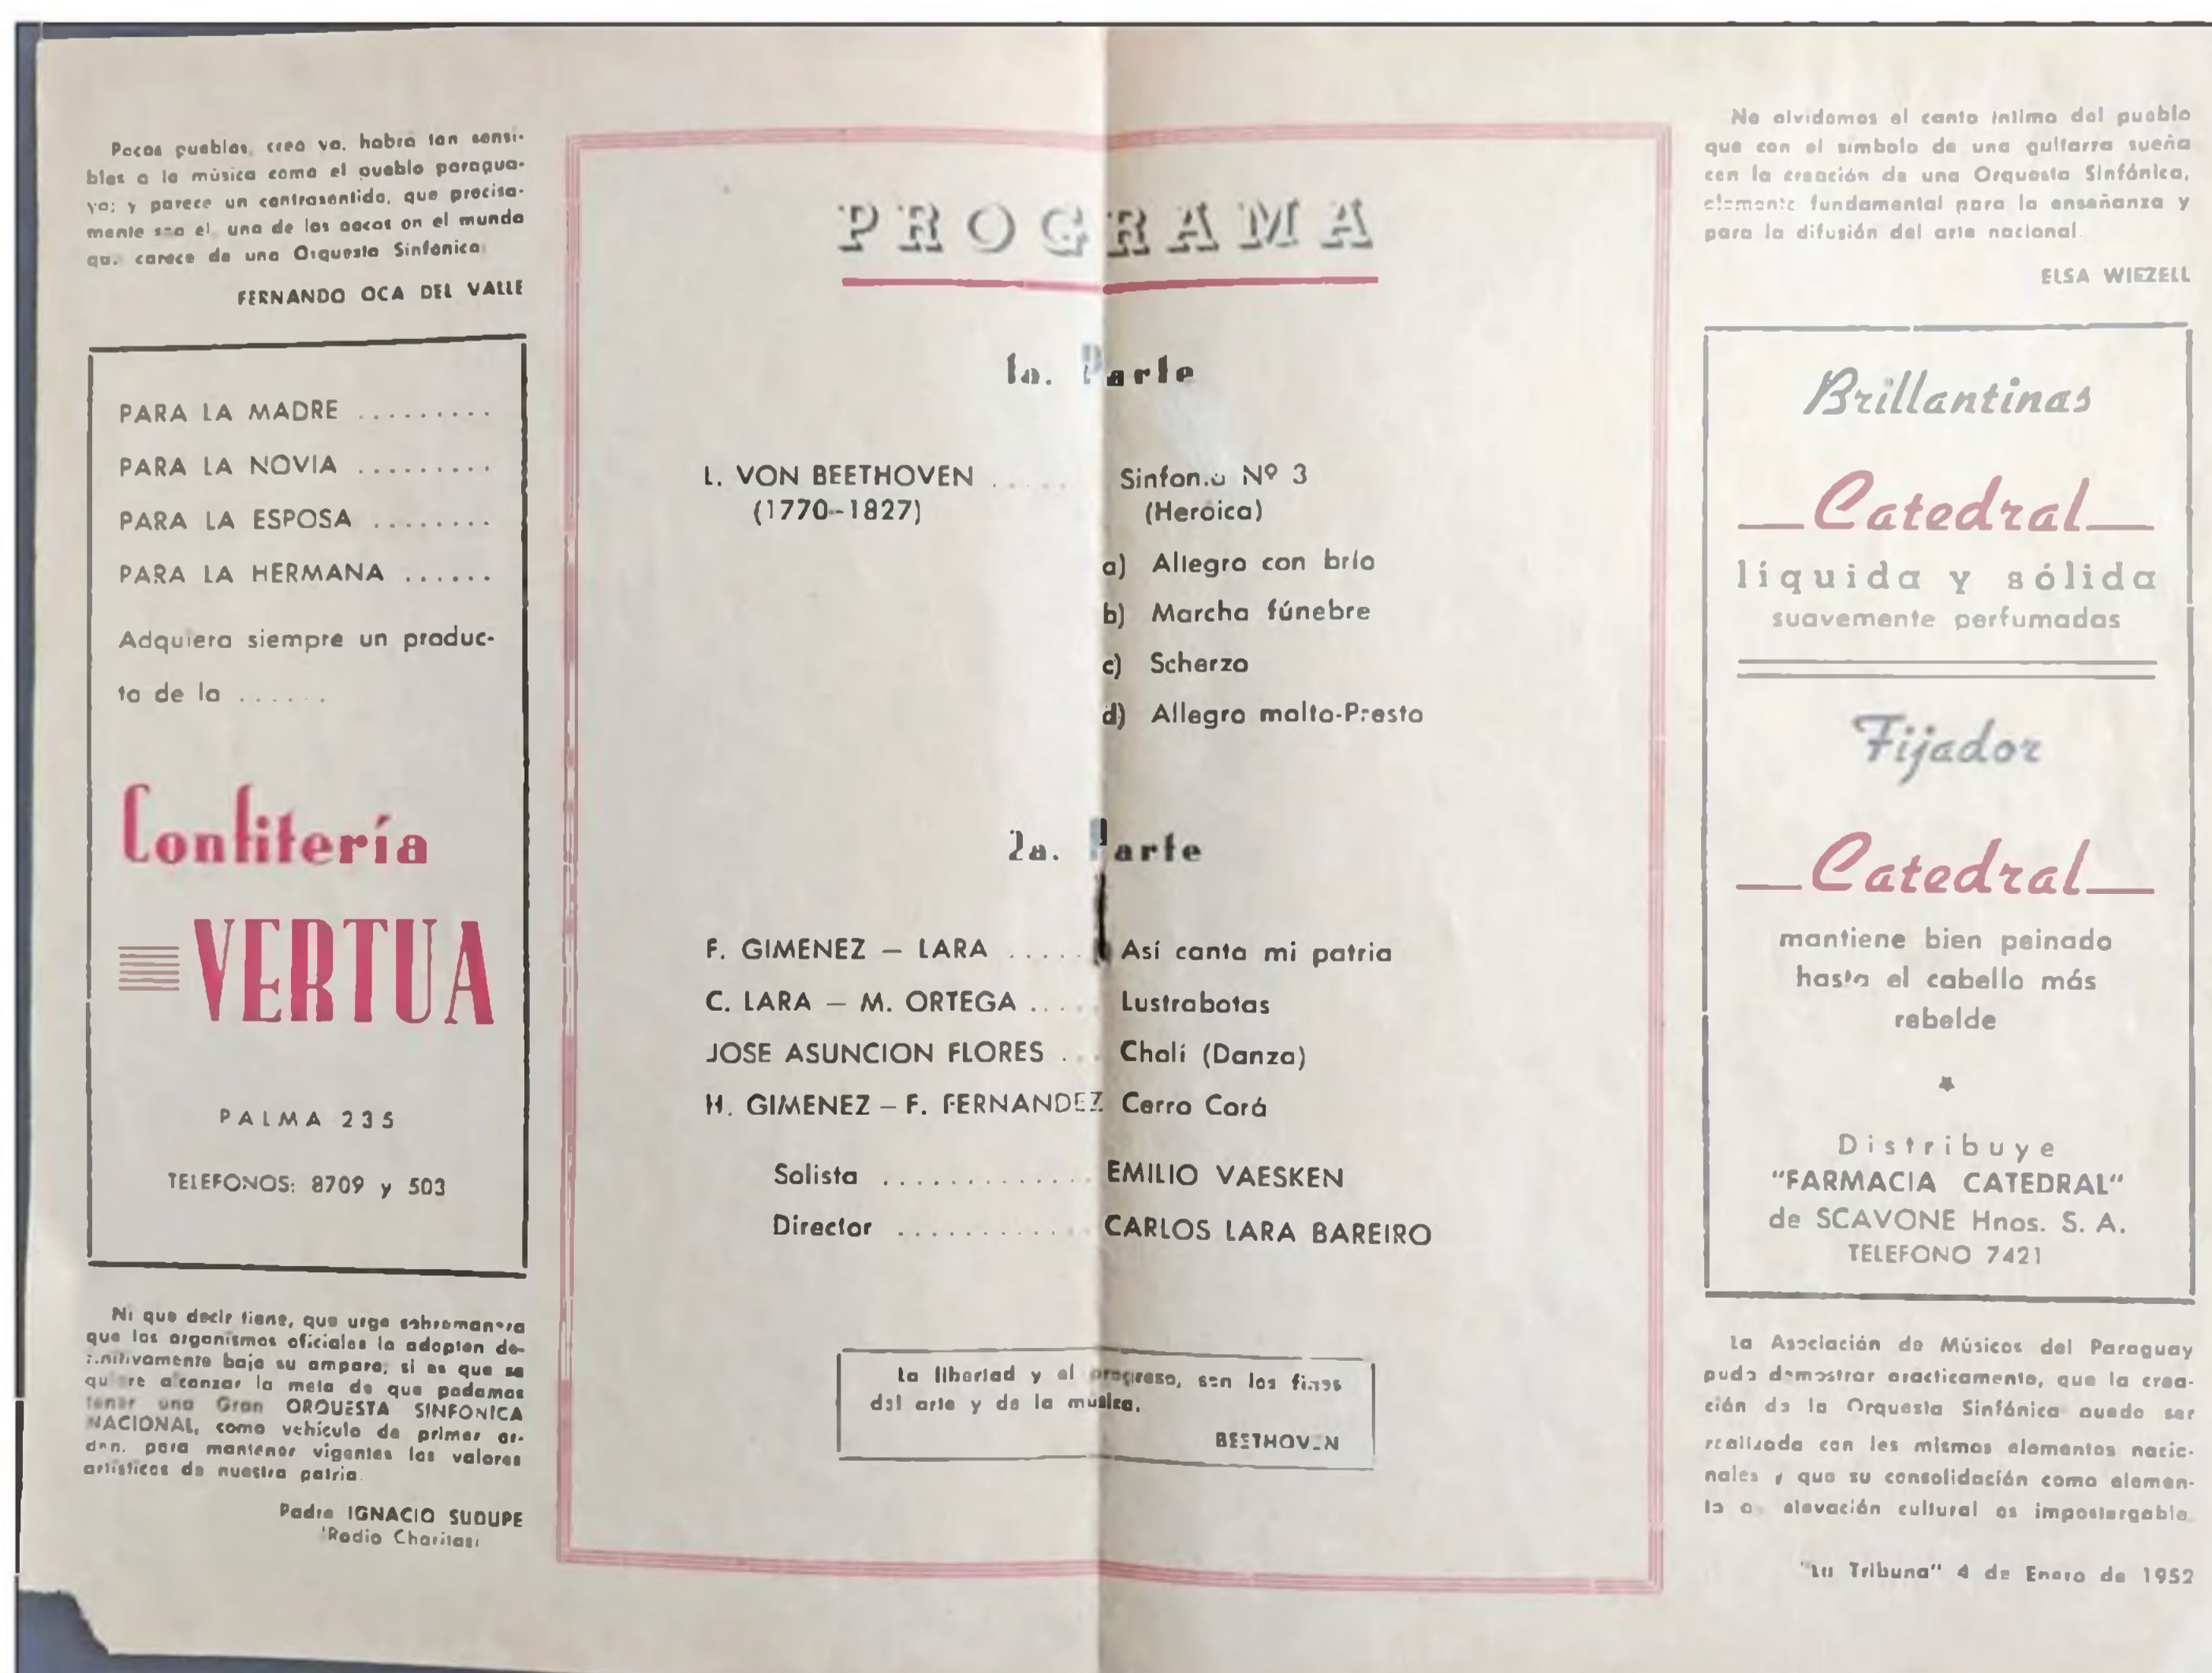 Pocos pueblos, creo yo, habrá tan sensi-
bles a la música como el pueblo paragua-
yo; y parece un contrasentido, que precisa-
mente sea el, uno de los pocos en el mundo
que carece de una Orquesta Sinfónica
FERNANDO OCA DEL VALLE
PARA LA MADRE .........
PARA LA NOVIA .........
PARA LA ESPOSA ........
PARA LA HERMANA ......
Adquiera siempre un produc-
to de la ......
Confitería
VERTUA
PALMA 235
TELEFONOS: 8709 y 503
Ni que decir tiene, que urge sobremanera
que los organismos oficiales la adopten de-
finitivamente bajo su amparo; si es que se
quiere alcanzar la meta de que podamos
tener una Gran ORQUESTA SINFONICA
NACIONAL, como vehículo de primer or-
den, para mantener vigentes los valores
artísticos de nuestra patria.
Padre IGNACIO SUDUPE
"Radio Charitas"
PROGRAMA
1a. Parte
L. VON BEETHOVEN ..... Sinfonía Nº 3
(1770--1827) (Heróica)
a) Allegro con brío
b) Marcha fúnebre
c) Scherzo
d) Allegro molto-Presto
2a. Parte
F. GIMENEZ — LARA ..... Así canta mi patria
C. LARA — M. ORTEGA ..... Lustrabotas
JOSE ASUNCION FLORES ... Chalí (Danza)
H. GIMENEZ — F. FERNANDEZ Cerro Corá
Solista ............. EMILIO VAESKEN
Director ............ CARLOS LARA BAREIRO
La libertad y el progreso, son los fines
del arte y de la música.
BEETHOVEN
No olvidemos el canto íntimo del pueblo
que con el símbolo de una guitarra sueña
con la creación de una Orquesta Sinfónica,
elemento fundamental para la enseñanza y
para la difusión del arte nacional.
ELSA WIEZELL
Brillantinas
Catedral
líquida y sólida
suavemente perfumadas
Fijador
Catedral
mantiene bien peinado
hasta el cabello más
rebelde
Distribuye
"FARMACIA CATEDRAL"
de SCAVONE Hnos. S. A.
TELEFONO 7421
La Asociación de Músicos del Paraguay
pudo demostrar prácticamente, que la crea-
ción de la Orquesta Sinfónica puede ser
realizada con los mismos elementos nacio-
nales y que su consolidación como elemen-
to de elevación cultural es impostergable.
"La Tribuna" 4 de Enero de 1952